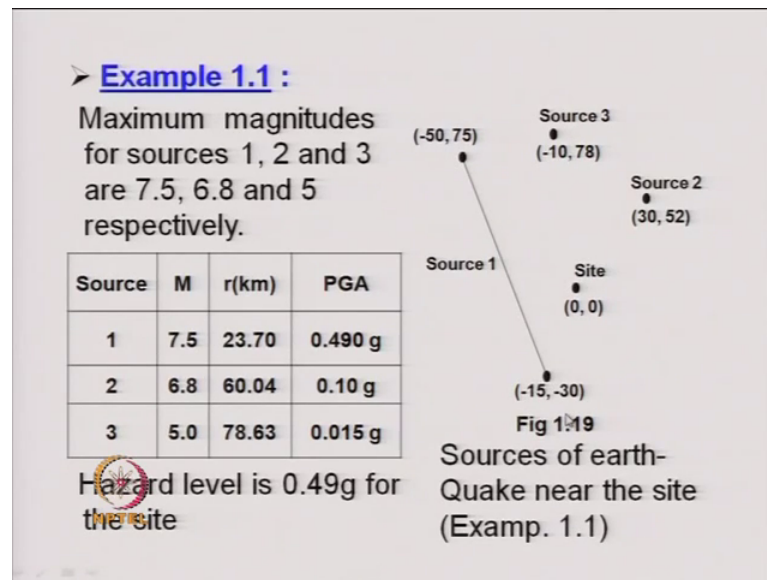 ➢ Example 1.1 :
Maximum magnitudes
for sources 1, 2 and 3
are 7.5, 6.8 and 5
respectively.
Source M r(km) PGA
1 7.5 23.70 0.490 g
2 6.8 60.04 0.10 g
3 5.0 78.63 0.015 g
Hazard level is 0.49g for
the site
NPTEL
Source 3
(-50, 75)
(-10, 78)
Source 2
(30, 52)
Source 1
Site
(0, 0)
(-15, -30)
Fig 1.19
Sources of earth-
Quake near the site
(Examp. 1.1)